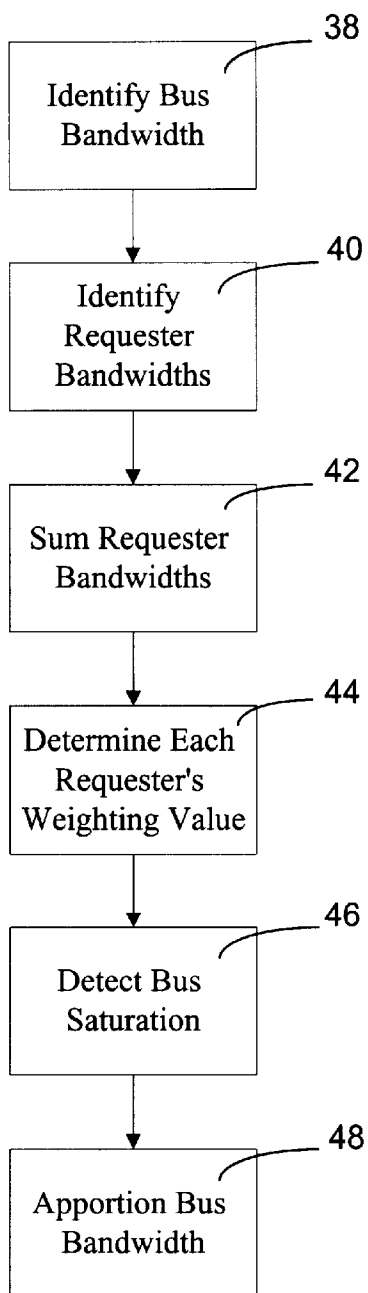 38
Identify Bus
Bandwidth
40
Identify
Requester
Bandwidths
42
Sum Requester
Bandwidths
44
Determine Each
Requester's
Weighting Value
46
Detect Bus
Saturation
48
Apportion Bus
Bandwidth